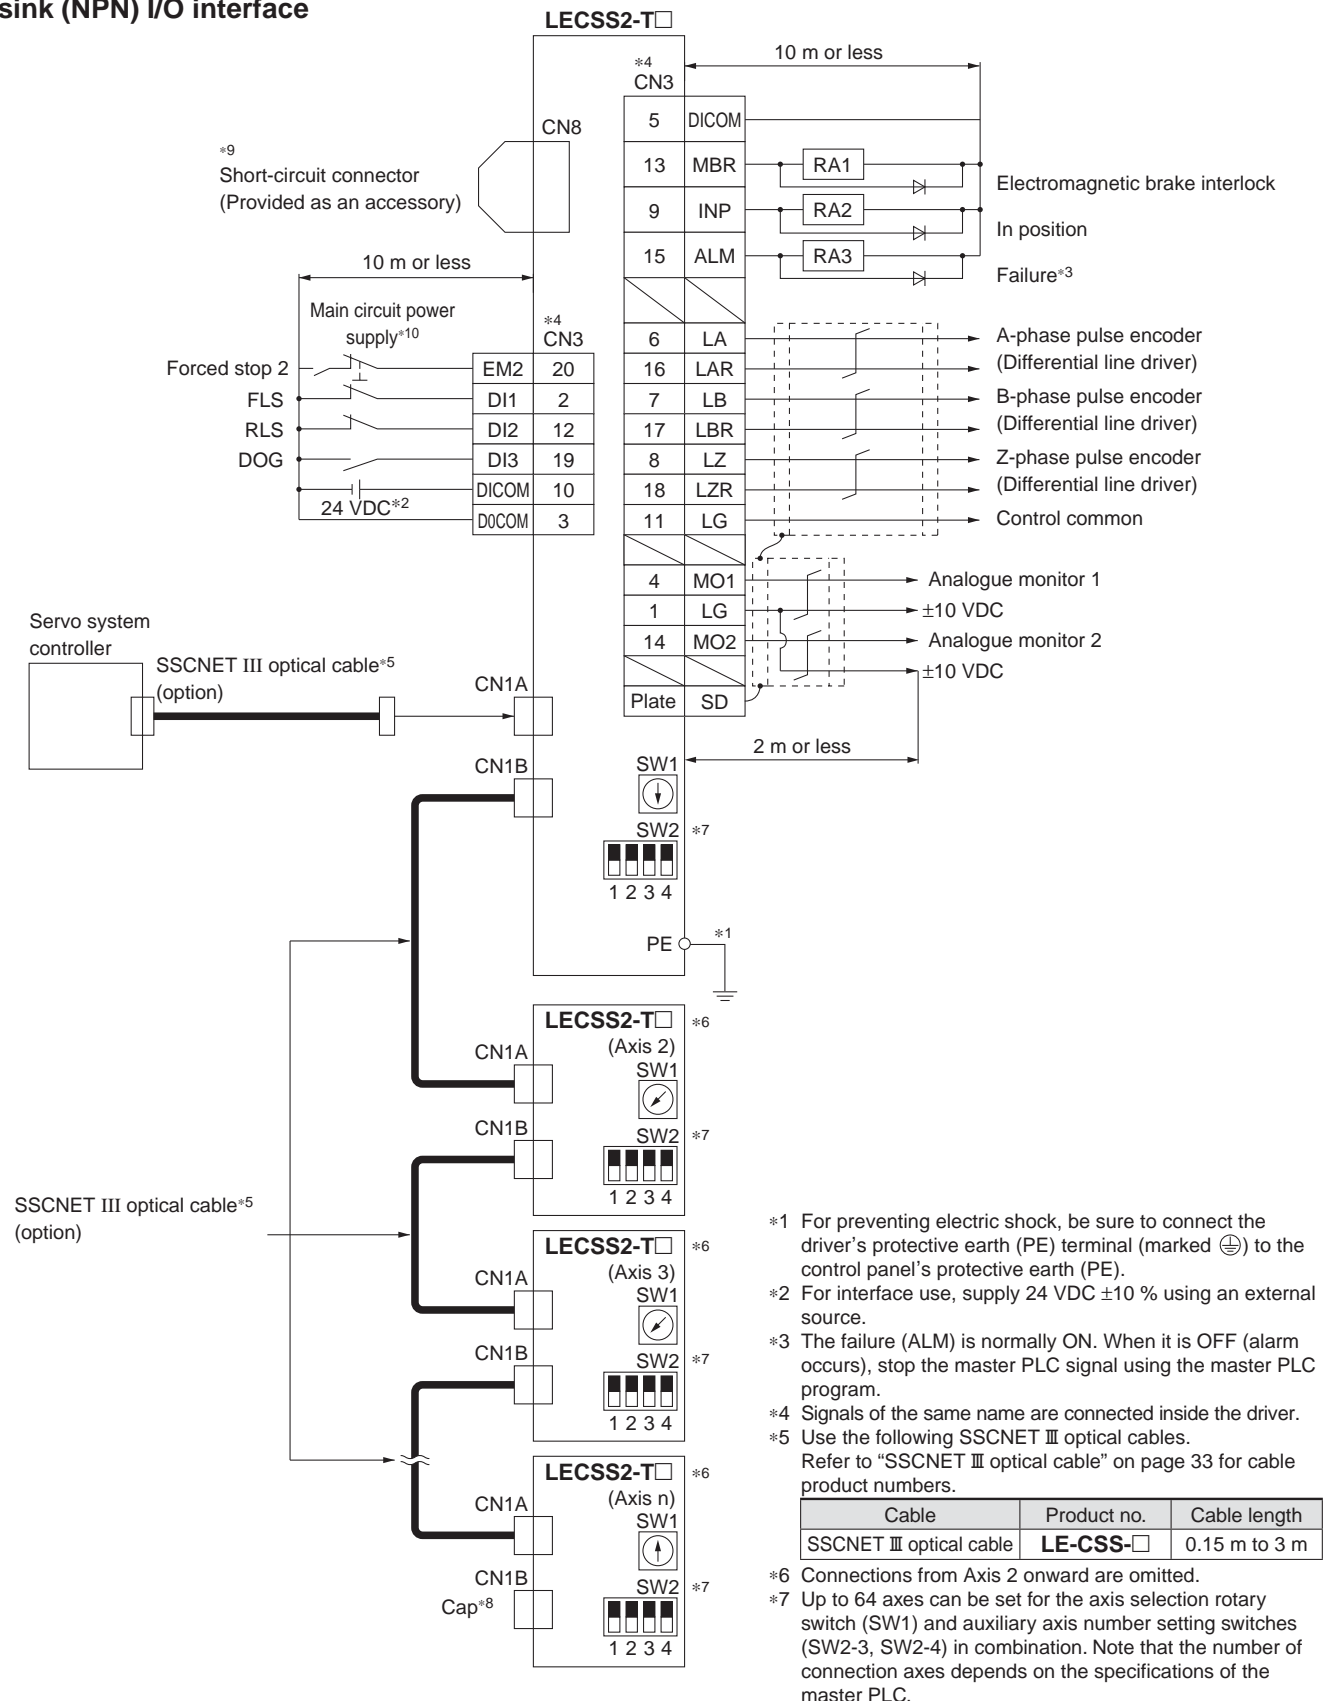 sink (NPN) I/O interface
LECSS2-T□
10 m or less
*4
CN3
CN8
*9
Short-circuit connector
(Provided as an accessory)
5 DICOM
13 MBR RA1
Electromagnetic brake interlock
9 INP RA2
In position
15 ALM RA3
Failure*3
10 m or less
Main circuit power
supply*10
*4
CN3
Forced stop 2 EM2 20
FLS DI1 2
RLS DI2 12
DOG DI3 19
DICOM 10
24 VDC*2
D0COM 3
6 LA A-phase pulse encoder
16 LAR (Differential line driver)
7 LB B-phase pulse encoder
17 LBR (Differential line driver)
8 LZ Z-phase pulse encoder
18 LZR (Differential line driver)
11 LG Control common
4 MO1 Analogue monitor 1
1 LG ±10 VDC
14 MO2 Analogue monitor 2
±10 VDC
Plate SD
2 m or less
Servo system
controller
SSCNET III optical cable*5
(option)
CN1A
CN1B
SW1
SW2 *7
1 2 3 4
PE *1
LECSS2-T□ *6
(Axis 2)
CN1A
SW1
CN1B
SW2 *7
1 2 3 4
SSCNET III optical cable*5
(option)
LECSS2-T□ *6
(Axis 3)
CN1A
SW1
CN1B
SW2 *7
1 2 3 4
LECSS2-T□ *6
(Axis n)
CN1A
SW1
CN1B
Cap*8
SW2 *7
1 2 3 4
*1 For preventing electric shock, be sure to connect the
driver's protective earth (PE) terminal (marked ⏚) to the
control panel's protective earth (PE).
*2 For interface use, supply 24 VDC ±10 % using an external
source.
*3 The failure (ALM) is normally ON. When it is OFF (alarm
occurs), stop the master PLC signal using the master PLC
program.
*4 Signals of the same name are connected inside the driver.
*5 Use the following SSCNET III optical cables.
Refer to "SSCNET III optical cable" on page 33 for cable
product numbers.
Cable Product no. Cable length
SSCNET III optical cable LE-CSS-□ 0.15 m to 3 m
*6 Connections from Axis 2 onward are omitted.
*7 Up to 64 axes can be set for the axis selection rotary
switch (SW1) and auxiliary axis number setting switches
(SW2-3, SW2-4) in combination. Note that the number of
connection axes depends on the specifications of the
master PLC.